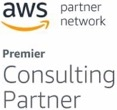 aws partner
network
Premier
Consulting
Partner